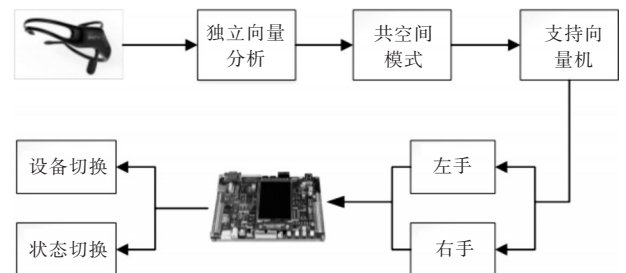 独立向量
分析
共空间
模式
支持向
量机
设备切换
左手
状态切换
右手